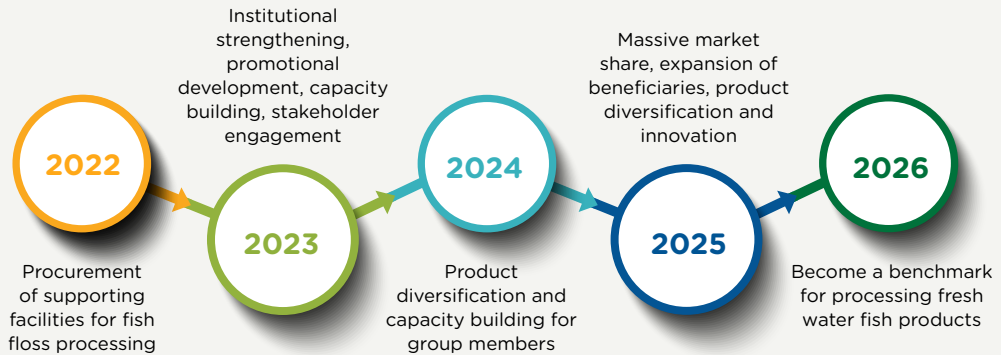 2022
Procurement
of supporting
facilities for fish
floss processing
Institutional
strengthening,
promotional
development, capacity
building, stakeholder
engagement
2023
2024
Product
diversification and
capacity building for
group members
Massive market
share, expansion of
beneficiaries, product
diversification and
innovation
2025
2026
Become a benchmark
for processing fresh
water fish products